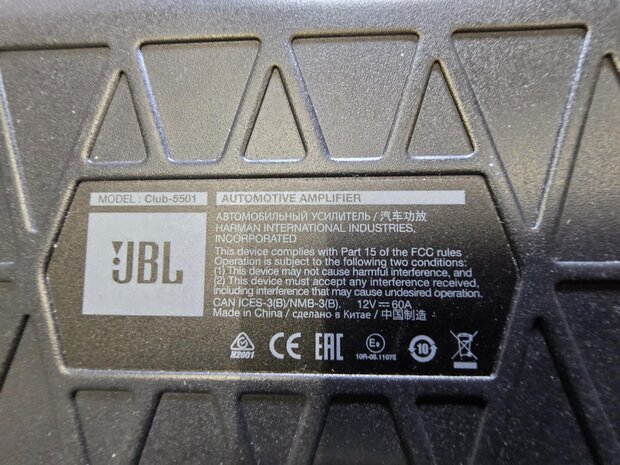 MODEL : Club-5501
AUTOMOTIVE AMPLIFIER
JBL
АВТОМОБИЛЬНЫЙ УСИЛИТЕЛЬ / 汽车功放
HARMAN INTERNATIONAL INDUSTRIES,
INCORPORATED
This device complies with Part 15 of the FCC rules
Operation is subject to the following two conditions:
(1) This device may not cause harmful interference, and
(2) This device must accept any interference received,
including interference that may cause undesired operation.
CAN ICES-3(B)/NMB-3(B). 12V 60A
Made in China / сделано в Китае / 中国制造
N2001
CE
EAC
10R-05.11075
10